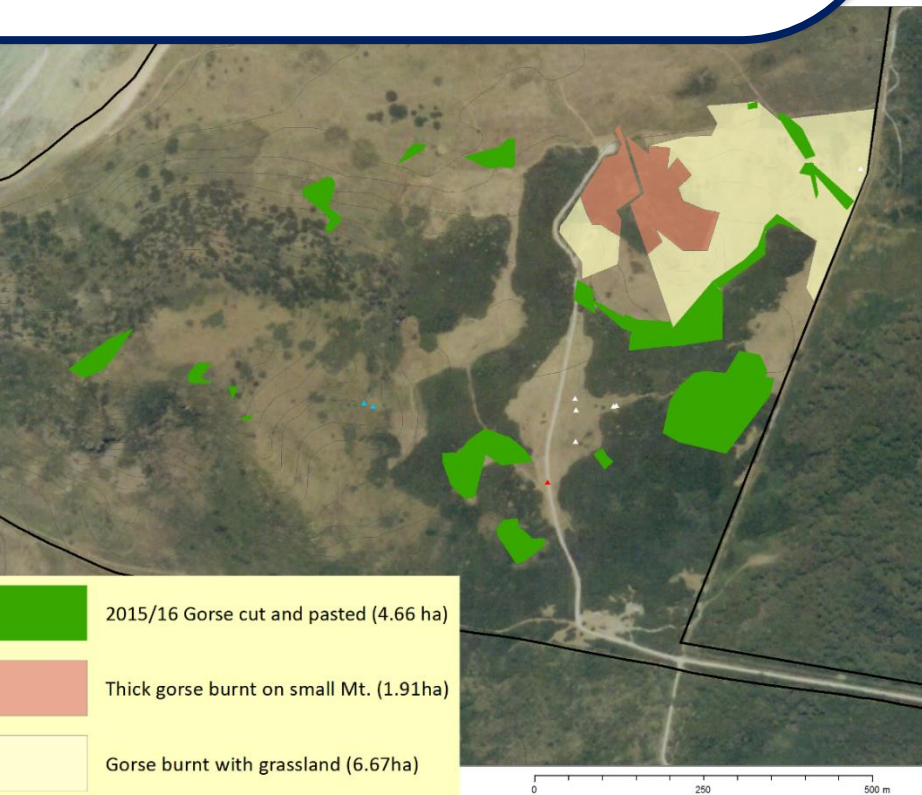 2015/16 Gorse cut and pasted (4.66 ha)
Thick gorse burnt on small Mt. (1.91ha)
Gorse burnt with grassland (6.67ha)
0 250 500 m